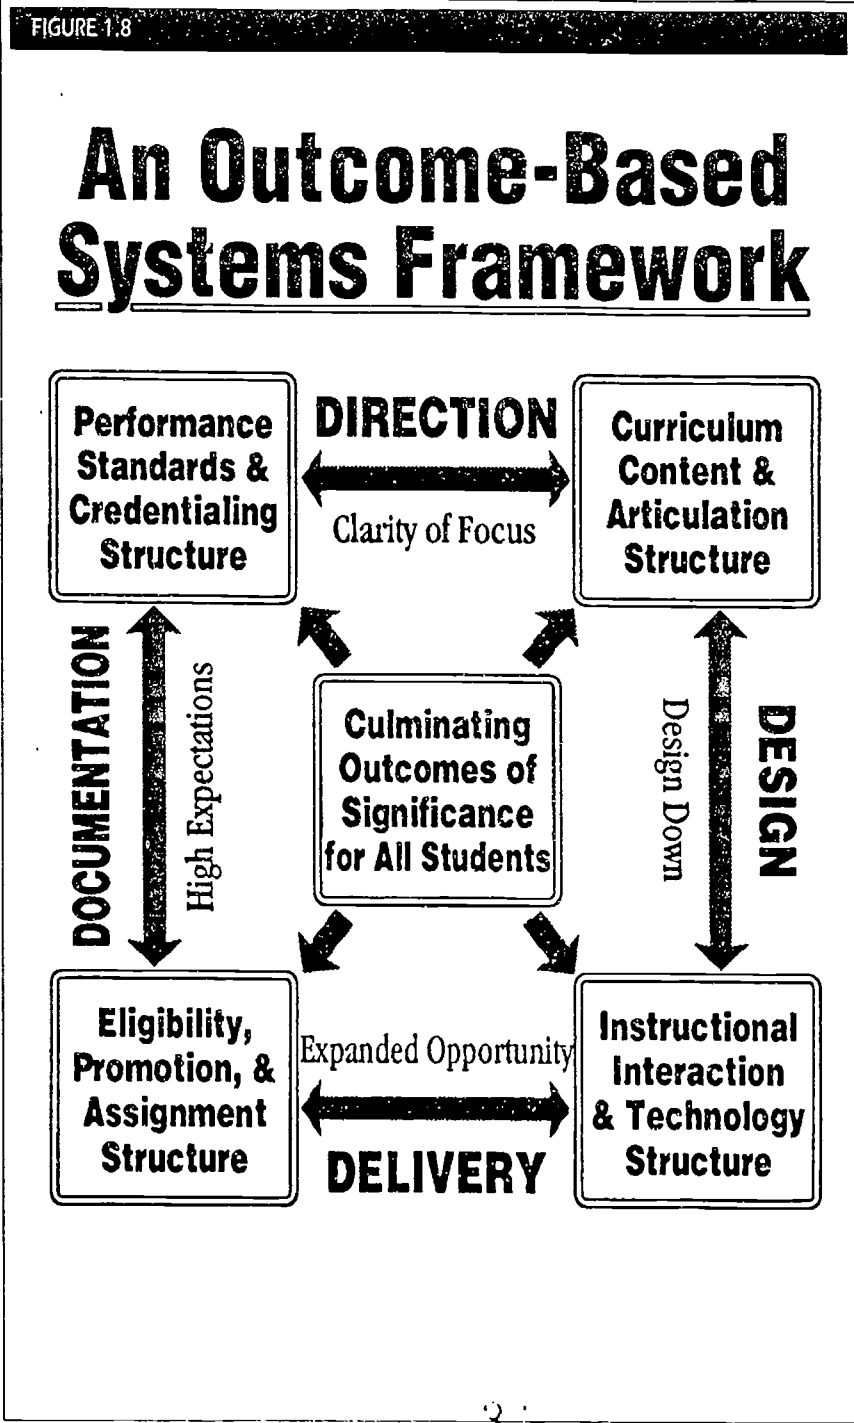 FIGURE 1.8
An Outcome-Based
Systems Framework
Performance
Standards &
Credentialing
Structure
DIRECTION
Clarity of Focus
Curriculum
Content &
Articulation
Structure
DOCUMENTATION
High Expectations
Culminating
Outcomes of
Significance
for All Students
Design Down
DESIGN
Eligibility,
Promotion, &
Assignment
Structure
Expanded Opportunity
DELIVERY
Instructional
Interaction
& Technology
Structure